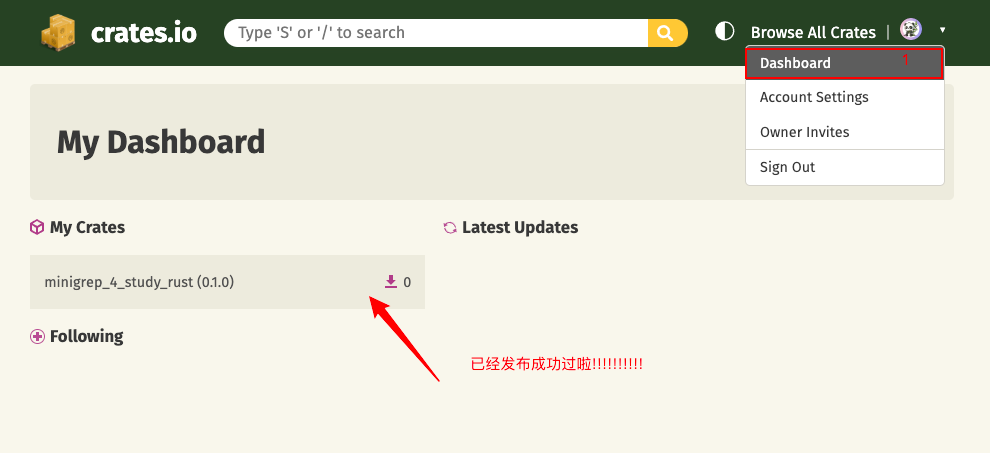 crates.io
Type 'S' or '/' to search
Browse All Crates |
Dashboard 1
Account Settings
Owner Invites
Sign Out
My Dashboard
My Crates
Latest Updates
minigrep_4_study_rust (0.1.0) 0
Following
已经发布成功过啦!!!!!!!!!!